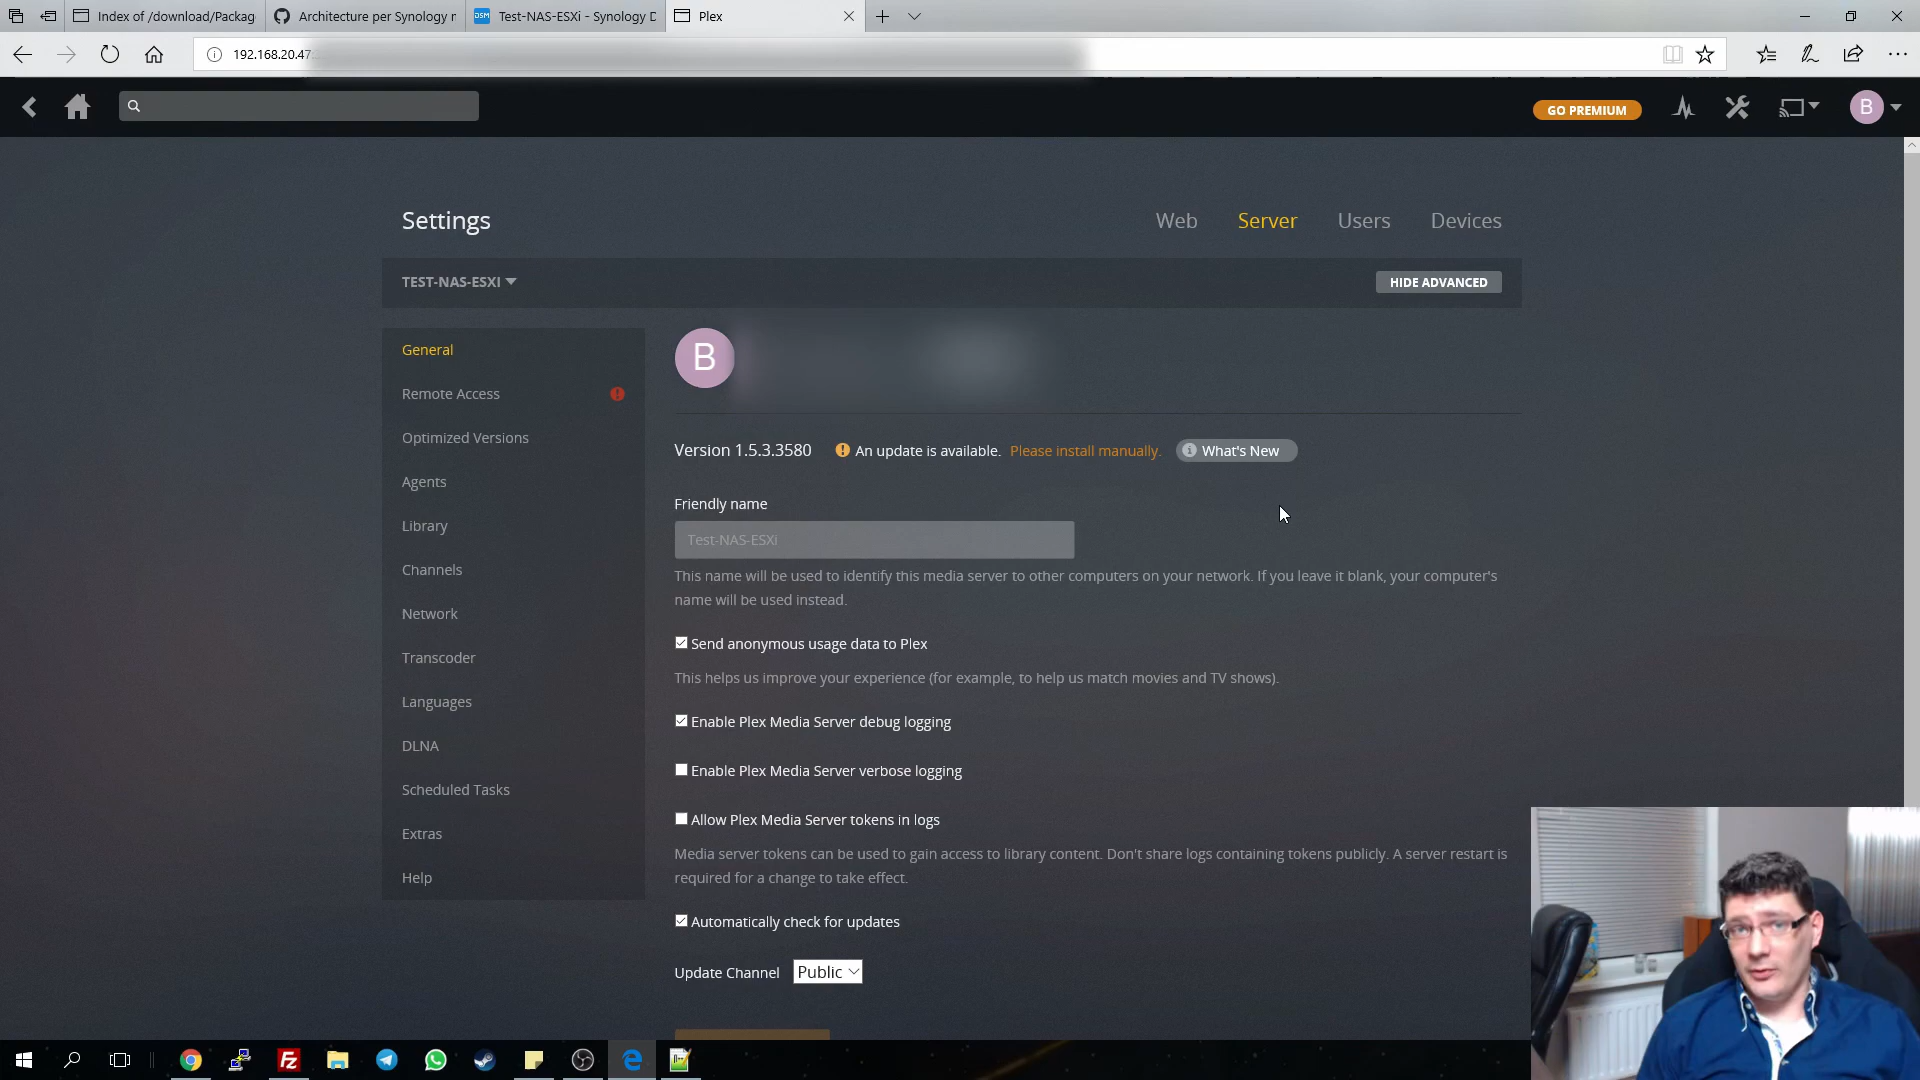 Index of /download/Packag
Architecture per Synology r
Test-NAS-ESXi - Synology D
Plex
192.168.20.47
GO PREMIUM
B
Settings
Web
Server
Users
Devices
TEST-NAS-ESXI
HIDE ADVANCED
General
Remote Access
Optimized Versions
Agents
Library
Channels
Network
Transcoder
Languages
DLNA
Scheduled Tasks
Extras
Help
B
Version 1.5.3.3580
An update is available. Please install manually.
What's New
Friendly name
Test-NAS-ESXi
This name will be used to identify this media server to other computers on your network. If you leave it blank, your computer's
name will be used instead.
Send anonymous usage data to Plex
This helps us improve your experience (for example, to help us match movies and TV shows).
Enable Plex Media Server debug logging
Enable Plex Media Server verbose logging
Allow Plex Media Server tokens in logs
Media server tokens can be used to gain access to library content. Don't share logs containing tokens publicly. A server restart is
required for a change to take effect.
Automatically check for updates
Update Channel
Public